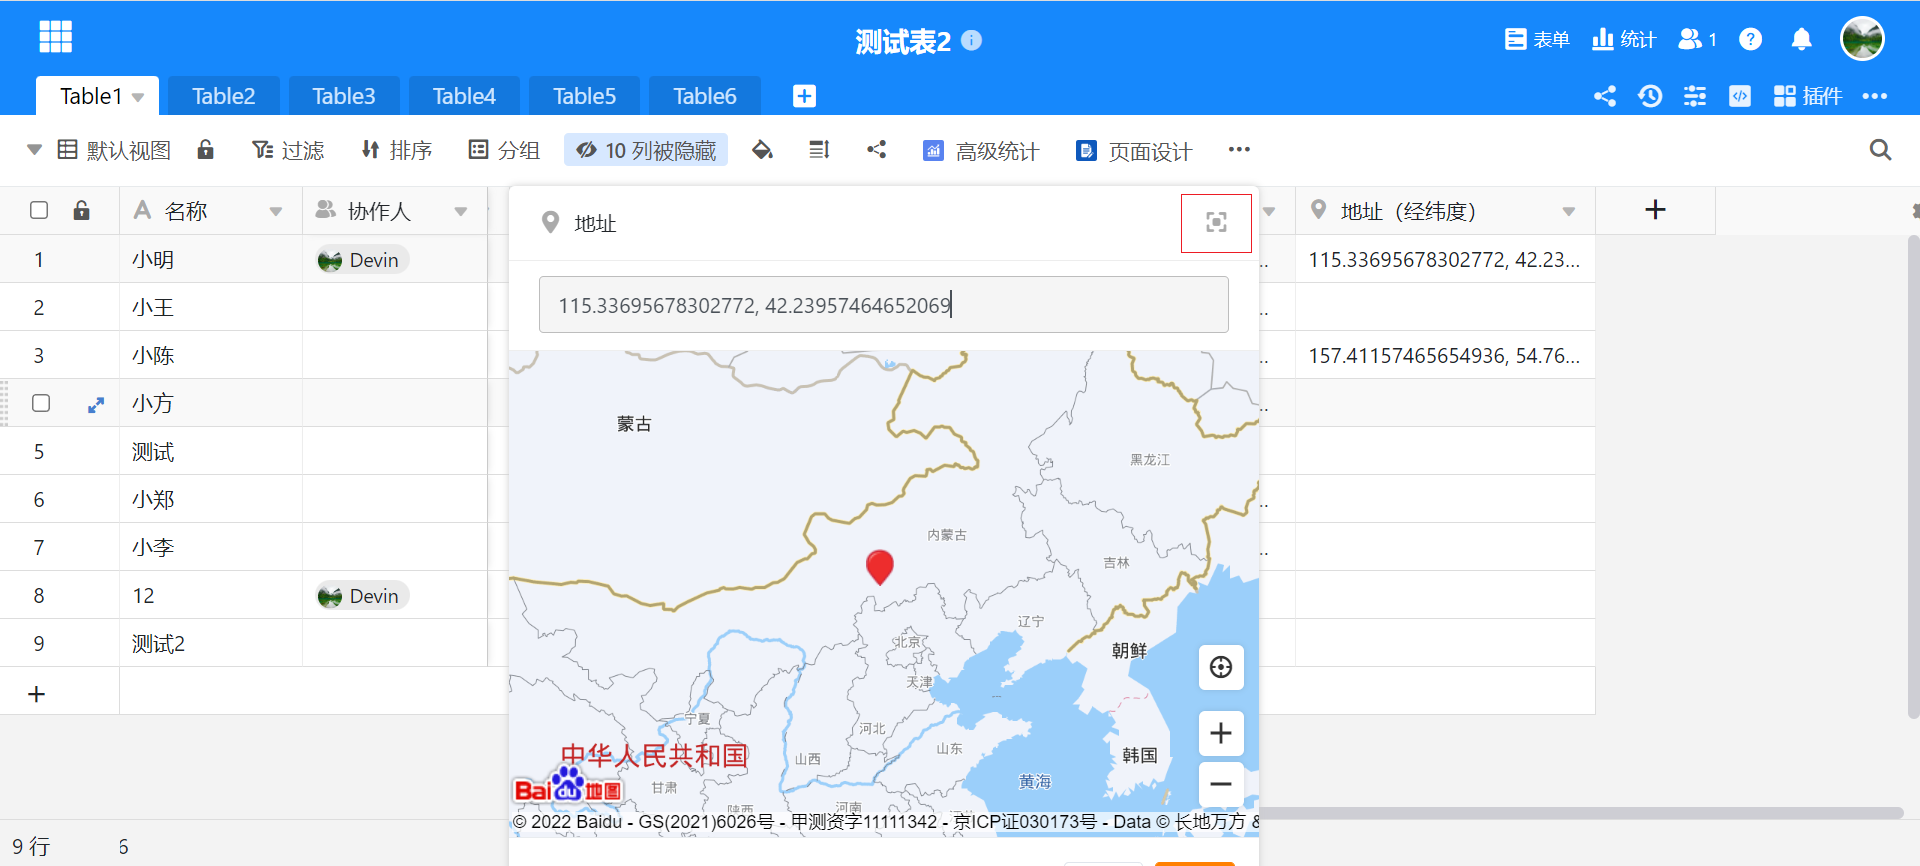 测试表2
表单
统计
1
Table1
Table2
Table3
Table4
Table5
Table6
插件
默认视图
过滤
排序
分组
10 列被隐藏
高级统计
页面设计
名称
协作人
地址（经纬度）
1 小明 Devin 115.33695678302772, 42.23...
2 小王
3 小陈 157.41157465654936, 54.76...
小方
5 测试
6 小郑
7 小李
8 12 Devin
9 测试2
地址
115.33695678302772, 42.23957464652069
蒙古
黑龙江
内蒙古
吉林
辽宁
北京
朝鲜
天津
宁夏
河北
山东
中华人民共和国
山西
韩国
黄海
甘肃
Baidu地图
陕西
河南
© 2022 Baidu - GS(2021)6026号 - 甲测资字11111342 - 京ICP证030173号 - Data © 长地万方 &
9 行
6